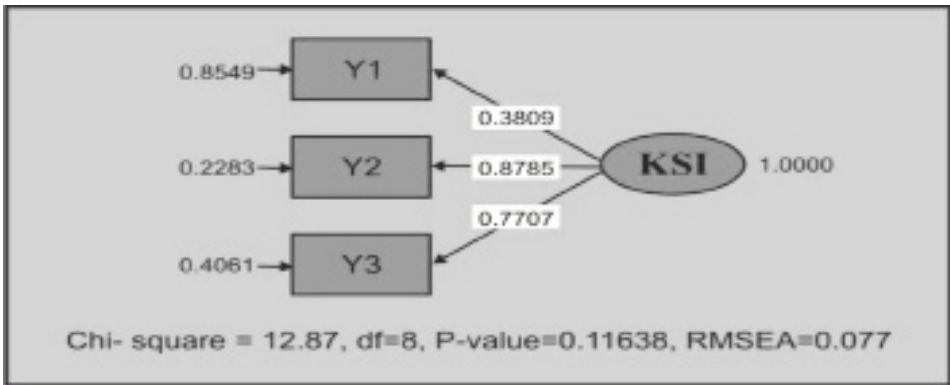 0.8549 Y1
0.3809
0.2283 Y2 0.8785 KSI 1.0000
0.7707
0.4061 Y3
Chi- square = 12.87, df=8, P-value=0.11638, RMSEA=0.077